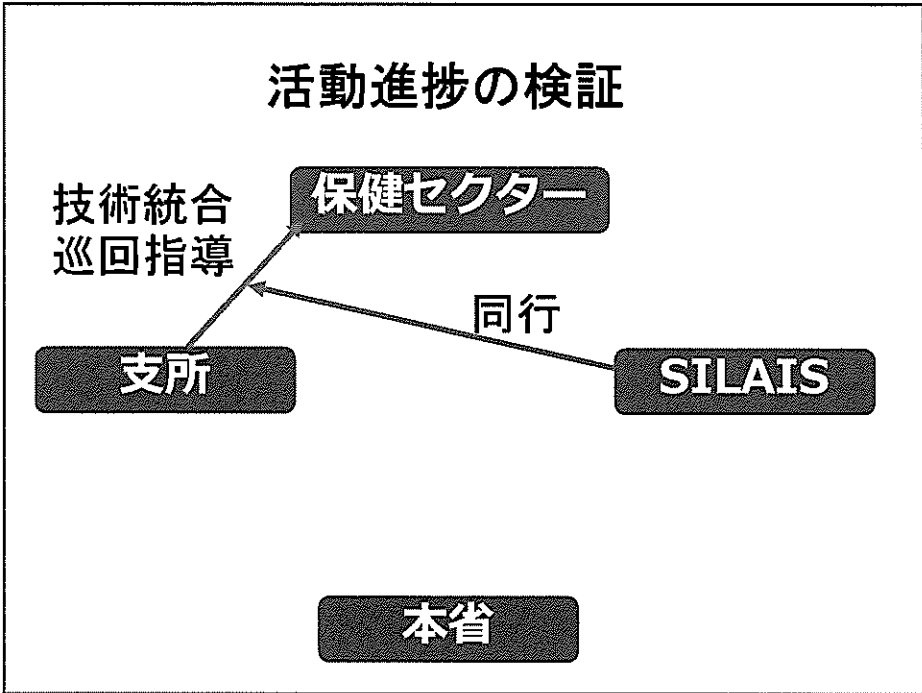 活動進捗の検証
技術統合
巡回指導
保健セクター
同行
支所
SILAIS
本省